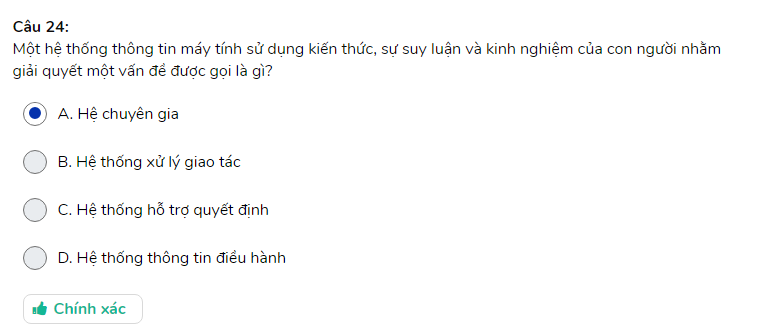 Câu 24:
Một hệ thống thông tin máy tính sử dụng kiến thức, sự suy luận và kinh nghiệm của con người nhằm
giải quyết một vấn đề được gọi là gì?
A. Hệ chuyên gia
B. Hệ thống xử lý giao tác
C. Hệ thống hỗ trợ quyết định
D. Hệ thống thông tin điều hành
Chính xác